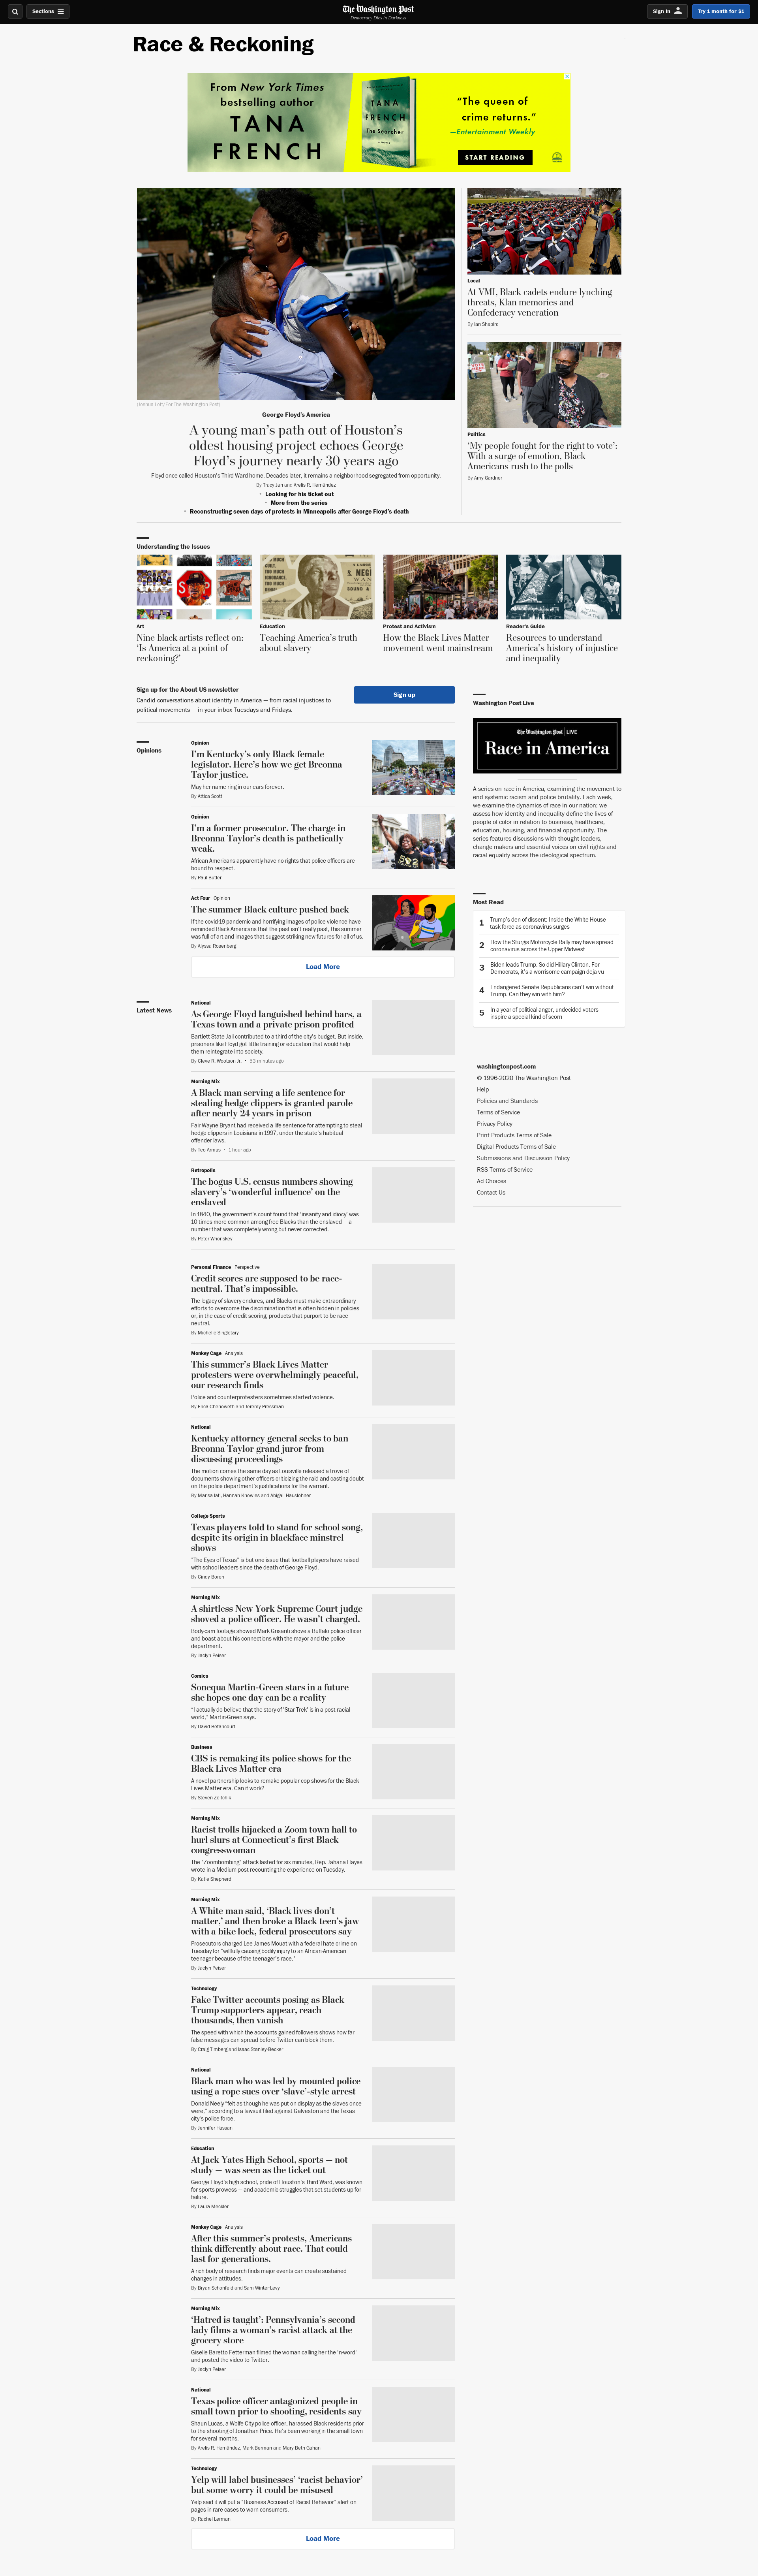 Sections
The Washington Post
Democracy Dies in Darkness
Sign In
Try 1 month for $1
Race & Reckoning
From New York Times
bestselling author
TANA
FRENCH
"The queen of
crime returns."
—Entertainment Weekly
START READING
George Floyd's America
A young man's path out of Houston's
oldest housing project echoes George
Floyd's journey nearly 30 years ago
Floyd once called Houston's Third Ward home. Decades later, it remains a neighborhood segregated from opportunity.
By Tracy Jan and Arelis R. Hernández
• Looking for his ticket out
• More from the series
• Reconstructing seven days of protests in Minneapolis after George Floyd's death
Local
At VMI, Black cadets endure lynching
threats, Klan memories and
Confederacy veneration
By Ian Shapira
Politics
'My people fought for the right to vote':
With a surge of emotion, Black
Americans rush to the polls
By Amy Gardner
Understanding the Issues
Art
Nine black artists reflect on:
'Is America at a point of
reckoning?'
Education
Teaching America's truth
about slavery
Protest and Activism
How the Black Lives Matter
movement went mainstream
Reader's Guide
Resources to understand
America's history of injustice
and inequality
Sign up for the About US newsletter
Candid conversations about identity in America — from racial injustices to
political movements — in your inbox Tuesdays and Fridays.
Sign up
Opinions
Opinion
I'm Kentucky's only Black female
legislator. Here's how we get Breonna
Taylor justice.
May her name ring in our ears forever.
By Attica Scott
Opinion
I'm a former prosecutor. The charge in
Breonna Taylor's death is pathetically
weak.
African Americans apparently have no rights that police officers are
bound to respect.
By Paul Butler
Act Four Opinion
The summer Black culture pushed back
If the covid-19 pandemic and horrifying images of police violence have
reminded Black Americans that the past isn't really past, this summer
was full of art and images that suggest striking new futures for all of us.
By Alyssa Rosenberg
Load More
Latest News
National
As George Floyd languished behind bars, a
Texas town and a private prison profited
Bartlett State Jail contributed to a third of the city's budget. But inside,
prisoners like Floyd got little training or education that would help
them reintegrate into society.
By Cleve R. Wootson Jr. • 53 minutes ago
Morning Mix
A Black man serving a life sentence for
stealing hedge clippers is granted parole
after nearly 24 years in prison
Fair Wayne Bryant had received a life sentence for attempting to steal
hedge clippers in Louisiana in 1997, under the state's habitual
offender laws.
By Teo Armus • 1 hour ago
Retropolis
The bogus U.S. census numbers showing
slavery's 'wonderful influence' on the
enslaved
In 1840, the government's count found that 'insanity and idiocy' was
10 times more common among free Blacks than the enslaved — a
number that was completely wrong but never corrected.
By Peter Whoriskey
Personal Finance Perspective
Credit scores are supposed to be race-
neutral. That's impossible.
The legacy of slavery endures, and Blacks must make extraordinary
efforts to overcome the discrimination that is often hidden in policies
or, in the case of credit scoring, products that purport to be race-
neutral.
By Michelle Singletary
Monkey Cage Analysis
This summer's Black Lives Matter
protesters were overwhelmingly peaceful,
our research finds
Police and counterprotesters sometimes started violence.
By Erica Chenoweth and Jeremy Pressman
National
Kentucky attorney general seeks to ban
Breonna Taylor grand juror from
discussing proceedings
The motion comes the same day as Louisville released a trove of
documents showing other officers criticizing the raid and casting doubt
on the police department's justifications for the warrant.
By Marisa Iati, Hannah Knowles and Abigail Hauslohner
College Sports
Texas players told to stand for school song,
despite its origin in blackface minstrel
shows
"The Eyes of Texas" is but one issue that football players have raised
with school leaders since the death of George Floyd.
By Cindy Boren
Morning Mix
A shirtless New York Supreme Court judge
shoved a police officer. He wasn't charged.
Body-cam footage showed Mark Grisanti shove a Buffalo police officer
and boast about his connections with the mayor and the police
department.
By Jaclyn Peiser
Comics
Sonequa Martin-Green stars in a future
she hopes one day can be a reality
"I actually do believe that the story of 'Star Trek' is in a post-racial
world," Martin-Green says.
By David Betancourt
Business
CBS is remaking its police shows for the
Black Lives Matter era
A novel partnership looks to remake popular cop shows for the Black
Lives Matter era. Can it work?
By Steven Zeitchik
Morning Mix
Racist trolls hijacked a Zoom town hall to
hurl slurs at Connecticut's first Black
congresswoman
The "Zoombombing" attack lasted for six minutes, Rep. Jahana Hayes
wrote in a Medium post recounting the experience on Tuesday.
By Katie Shepherd
Morning Mix
A White man said, 'Black lives don't
matter,' and then broke a Black teen's jaw
with a bike lock, federal prosecutors say
Prosecutors charged Lee James Mouat with a federal hate crime on
Tuesday for "willfully causing bodily injury to an African-American
teenager because of the teenager's race."
By Jaclyn Peiser
Technology
Fake Twitter accounts posing as Black
Trump supporters appear, reach
thousands, then vanish
The speed with which the accounts gained followers shows how far
false messages can spread before Twitter can block them.
By Craig Timberg and Isaac Stanley-Becker
National
Black man who was led by mounted police
using a rope sues over 'slave'-style arrest
Donald Neely "felt as though he was put on display as the slaves once
were," according to a lawsuit filed against Galveston and the Texas
city's police force.
By Jennifer Hassan
Education
At Jack Yates High School, sports — not
study — was seen as the ticket out
George Floyd's high school, pride of Houston's Third Ward, was known
for sports prowess — and academic struggles that set students up for
failure.
By Laura Meckler
Monkey Cage Analysis
After this summer's protests, Americans
think differently about race. That could
last for generations.
A rich body of research finds major events can create sustained
changes in attitudes.
By Bryan Schonfeld and Sam Winter-Levy
Morning Mix
'Hatred is taught': Pennsylvania's second
lady films a woman's racist attack at the
grocery store
Giselle Baretto Fetterman filmed the woman calling her the 'n-word'
and posted the video to Twitter.
By Jaclyn Peiser
National
Texas police officer antagonized people in
small town prior to shooting, residents say
Shaun Lucas, a Wolfe City police officer, harassed Black residents prior
to the shooting of Jonathan Price. He's been working in the small town
for several months.
By Arelis R. Hernández, Mark Berman and Mary Beth Gahan
Technology
Yelp will label businesses' 'racist behavior'
but some worry it could be misused
Yelp said it will put a "Business Accused of Racist Behavior" alert on
pages in rare cases to warn consumers.
By Rachel Lerman
Load More
Washington Post Live
The Washington Post LIVE
Race in America
A series on race in America, examining the movement to
end systemic racism and police brutality. Each week,
we examine the dynamics of race in our nation; we
assess how identity and inequality define the lives of
people of color in relation to business, healthcare,
education, housing, and financial opportunity. The
series features discussions with thought leaders,
change makers and essential voices on civil rights and
racial equality across the ideological spectrum.
Most Read
1 Trump's den of dissent: Inside the White House
task force as coronavirus surges
2 How the Sturgis Motorcycle Rally may have spread
coronavirus across the Upper Midwest
3 Biden leads Trump. So did Hillary Clinton. For
Democrats, it's a worrisome campaign deja vu
4 Endangered Senate Republicans can't win without
Trump. Can they win with him?
5 In a year of political anger, undecided voters
inspire a special kind of scorn
washingtonpost.com
© 1996-2020 The Washington Post
Help
Policies and Standards
Terms of Service
Privacy Policy
Print Products Terms of Sale
Digital Products Terms of Sale
Submissions and Discussion Policy
RSS Terms of Service
Ad Choices
Contact Us